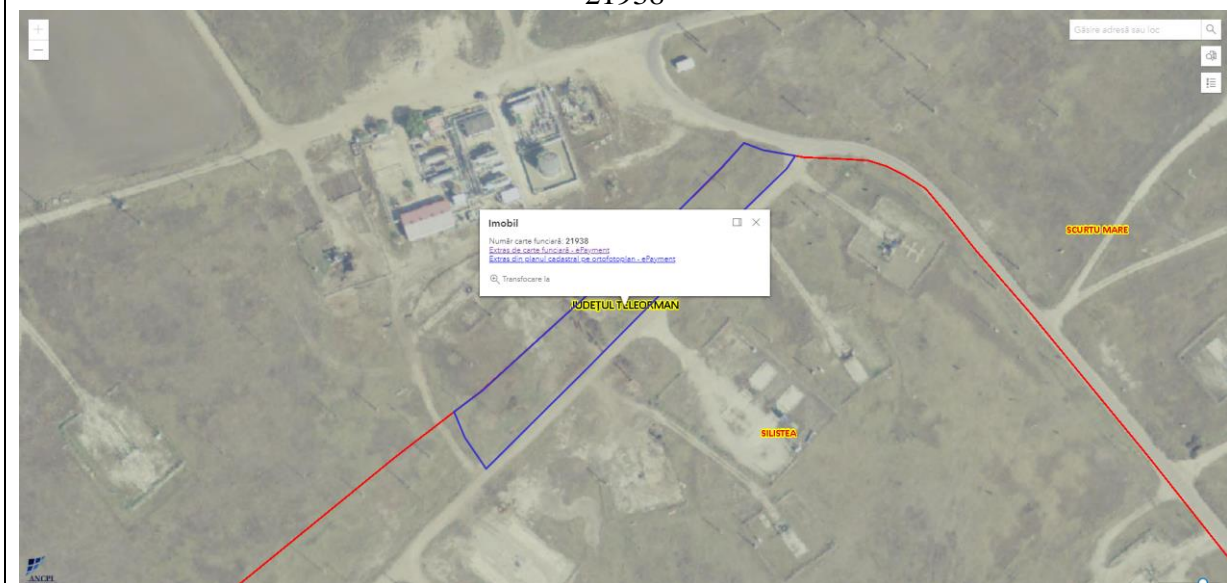 21938
+
−
Găsire adresă sau loc
Imobil
Număr carte funciară: 21938
Extras de carte funciară - ePayment
Extras din planul cadastral pe ortofotoplan - ePayment
Transfocare la
SCURTU MARE
JUDEȚUL TELEORMAN
SILISTEA
ANCPI